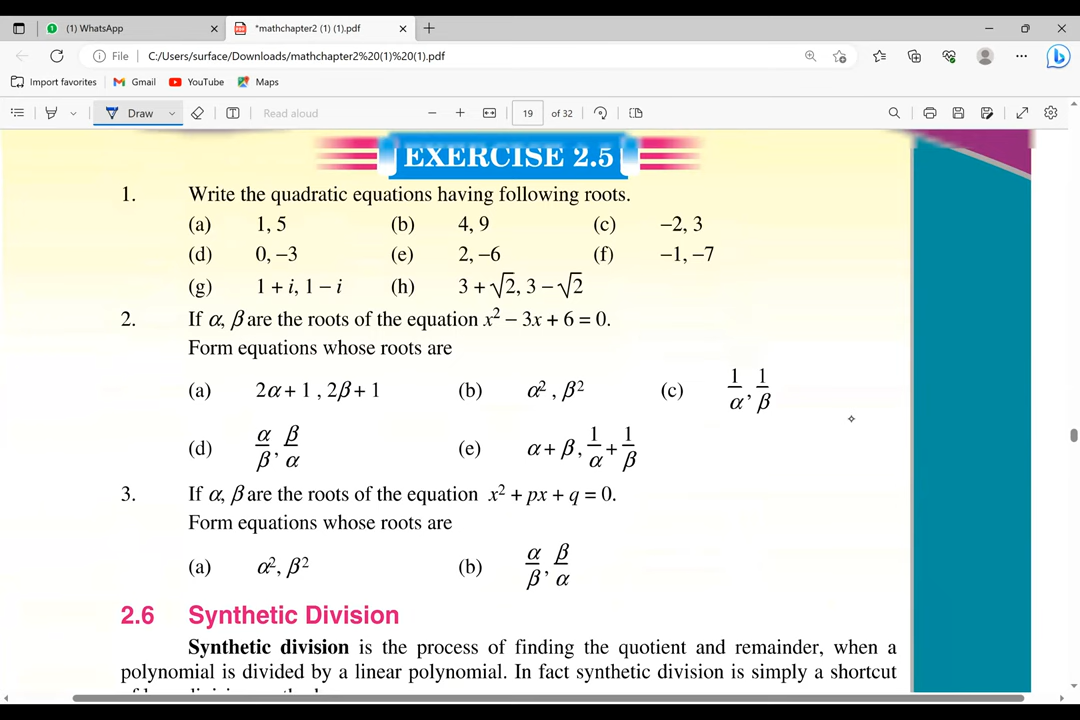 (1) WhatsApp
*mathchapter2 (1) (1).pdf
File
C:/Users/surface/Downloads/mathchapter2%20(1)%20(1).pdf
Import favorites
Gmail
YouTube
Maps
Draw
Read aloud
19
of 32
EXERCISE 2.5
1. Write the quadratic equations having following roots.
(a) 1, 5 (b) 4, 9 (c) −2, 3
(d) 0, −3 (e) 2, −6 (f) −1, −7
(g) 1 + i, 1 − i (h) 3 + √2, 3 − √2
2. If α, β are the roots of the equation x² − 3x + 6 = 0.
Form equations whose roots are
(a) 2α + 1 , 2β + 1 (b) α² , β² (c) 1/α, 1/β
(d) α/β, β/α (e) α + β, 1/α + 1/β
3. If α, β are the roots of the equation x² + px + q = 0.
Form equations whose roots are
(a) α², β² (b) α/β, β/α
2.6 Synthetic Division
Synthetic division is the process of finding the quotient and remainder, when a
polynomial is divided by a linear polynomial. In fact synthetic division is simply a shortcut